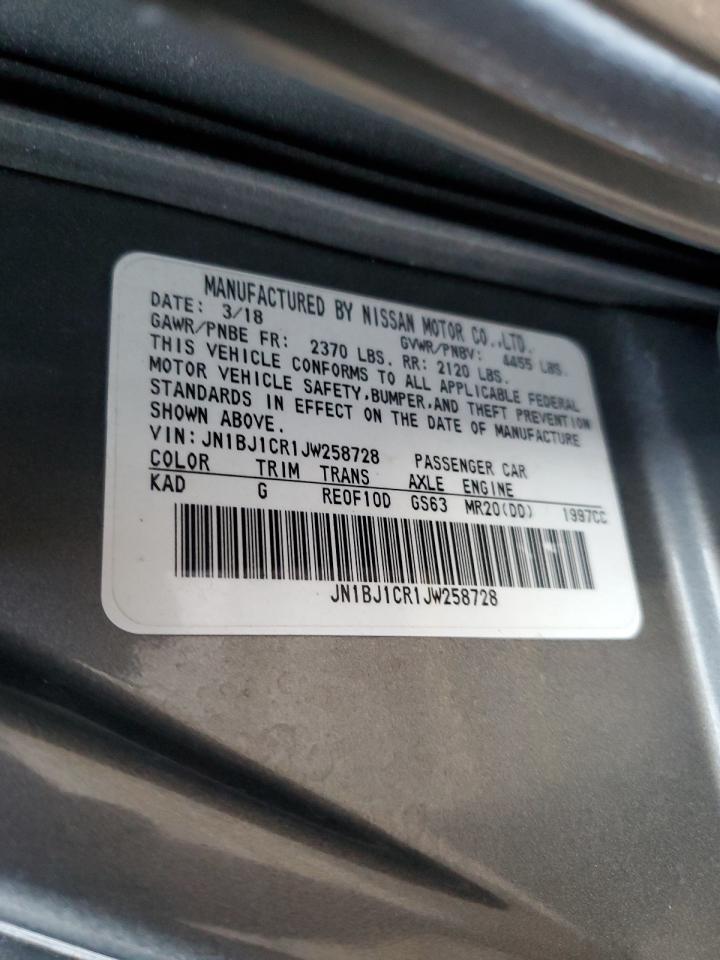 MANUFACTURED BY NISSAN MOTOR CO.,LTD.
DATE: 3/18 GVWR/PNBV: 4455 LBS.
GAWR/PNBE FR: 2370 LBS. RR: 2120 LBS.
THIS VEHICLE CONFORMS TO ALL APPLICABLE FEDERAL
MOTOR VEHICLE SAFETY,BUMPER,AND THEFT PREVENTION
STANDARDS IN EFFECT ON THE DATE OF MANUFACTURE
SHOWN ABOVE.
VIN: JN1BJ1CR1JW258728 PASSENGER CAR
COLOR TRIM TRANS AXLE ENGINE
KAD G RE0F10D GS63 MR20(DD) 1997CC
JN1BJ1CR1JW258728